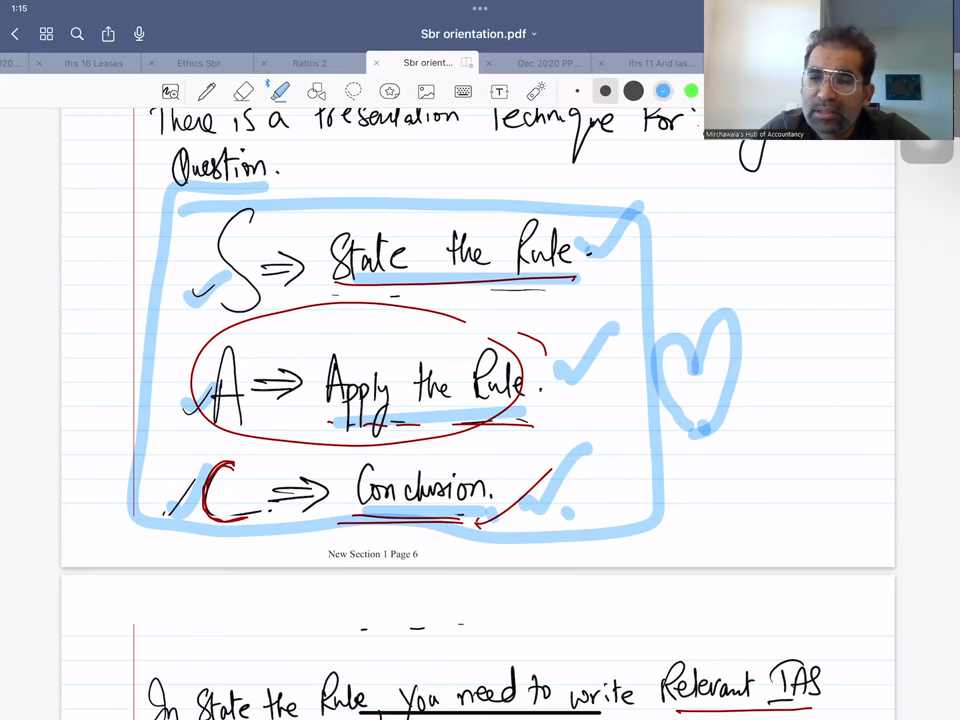 1:15
Sbr orientation.pdf
Ifrs 16 Leases
Ethics Sbr
Ratios 2
Sbr orient...
Dec 2020 PP...
Ifrs 11 And las...
Mirchawala's Hub of Accountancy
There is a Presentation Technique For
Question.
S ⇒ State the Rule.
A ⇒ Apply the Rule.
C ⇒ Conclusion.
New Section 1 Page 6
In State the Rule, You need to write Relevant IAS